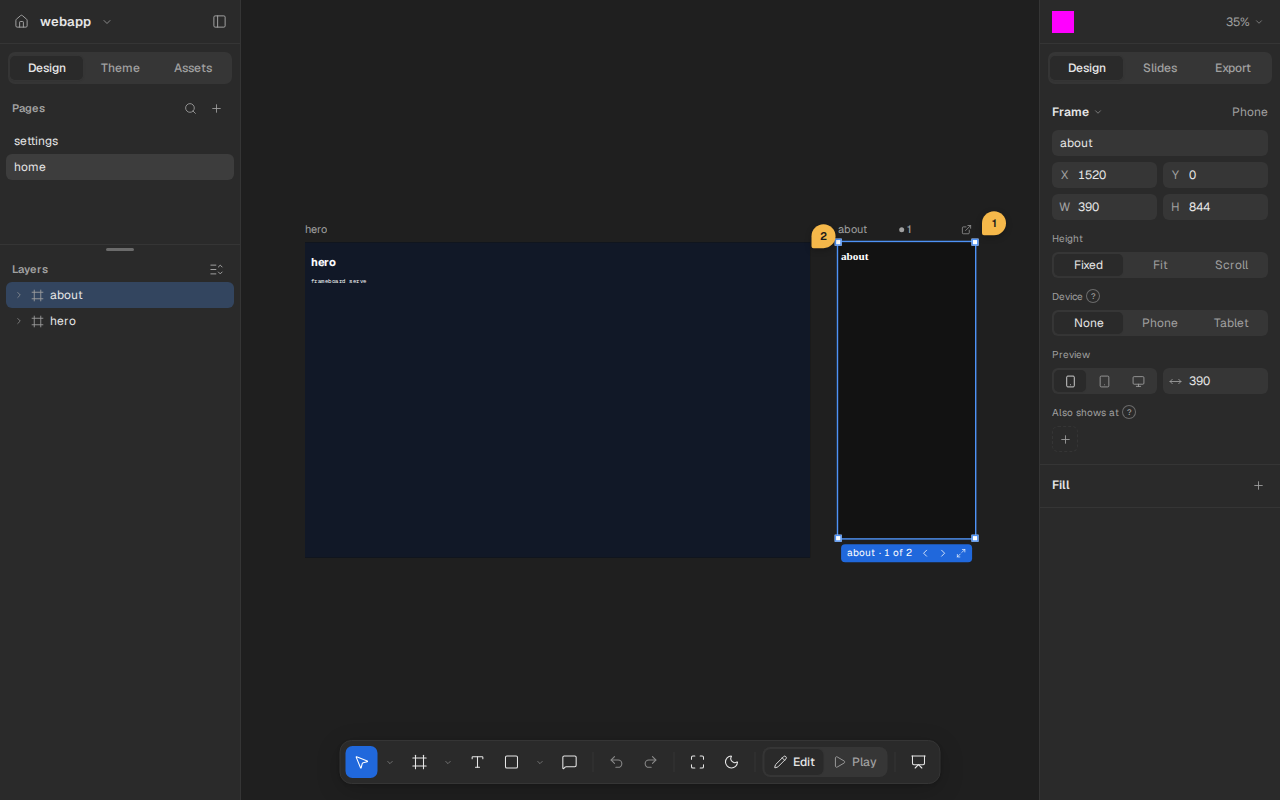 webapp
Design Theme Assets
Pages
settings
home
Layers
about
hero
hero
hero
frameboard serve
2
about 1
1
about
about · 1 of 2
Edit Play
35%
Design Slides Export
Frame Phone
about
X 1520 Y 0
W 390 H 844
Height
Fixed Fit Scroll
Device ?
None Phone Tablet
Preview
390
Also shows at ?
Fill